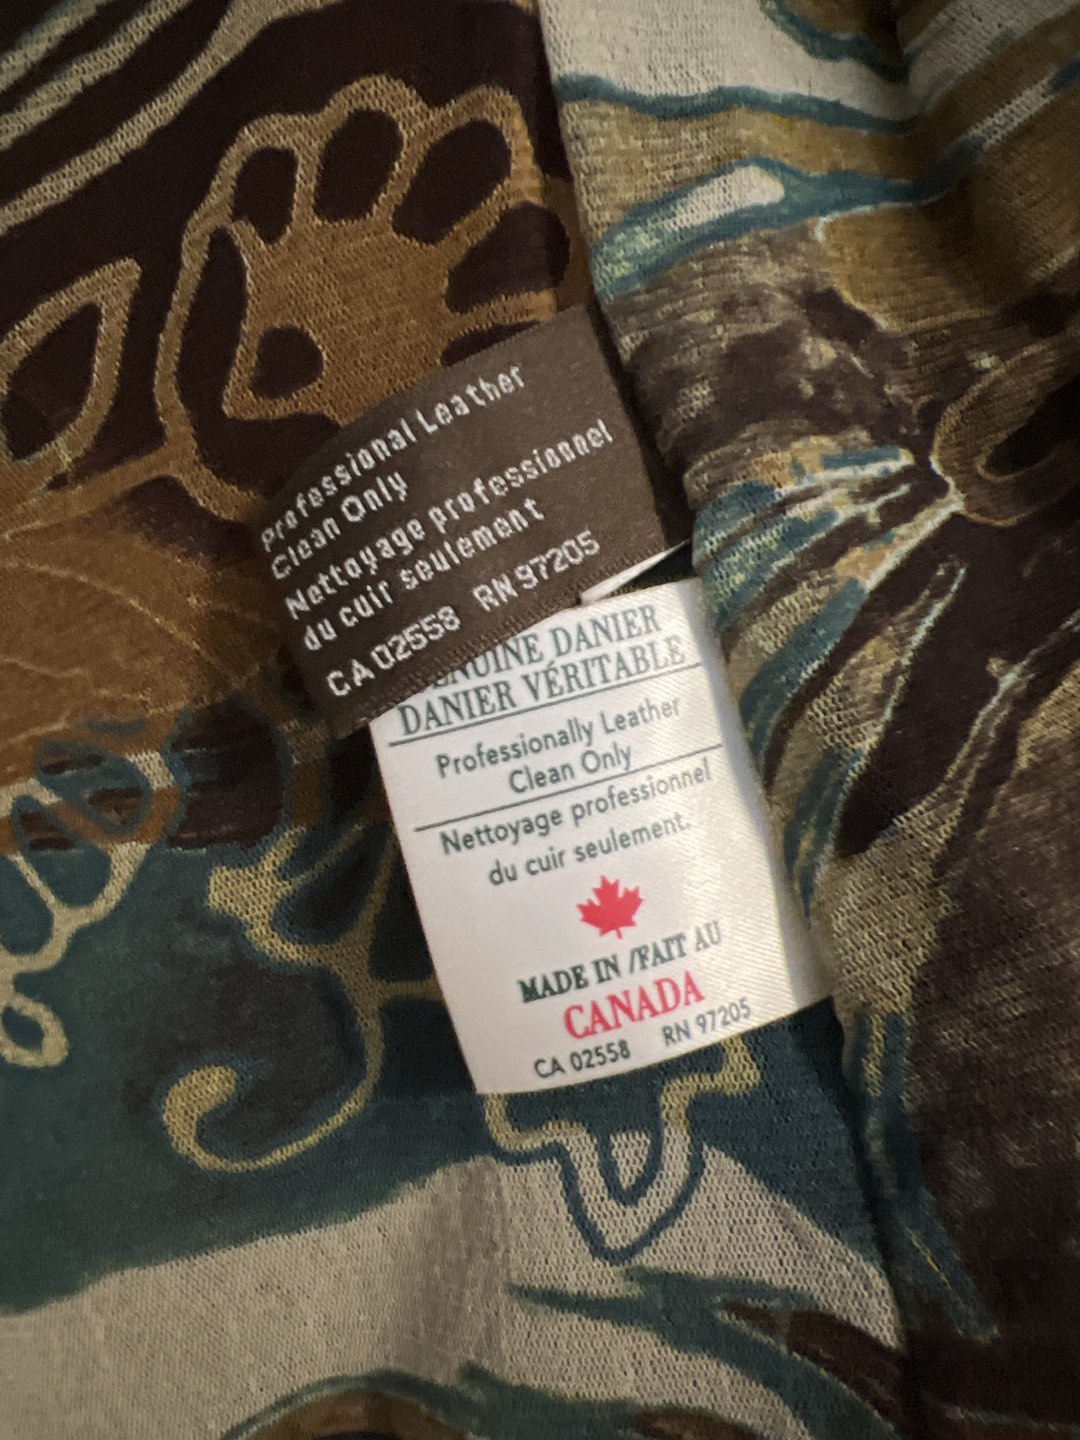 Professional Leather
Clean Only
Nettoyage professionnel
du cuir seulement
CA 02558 RN 97205
DANIER
DANIER VÉRITABLE
Professionally Leather
Clean Only
Nettoyage professionnel
du cuir seulement.
MADE IN /FAIT AU
CANADA
CA 02558 RN 97205